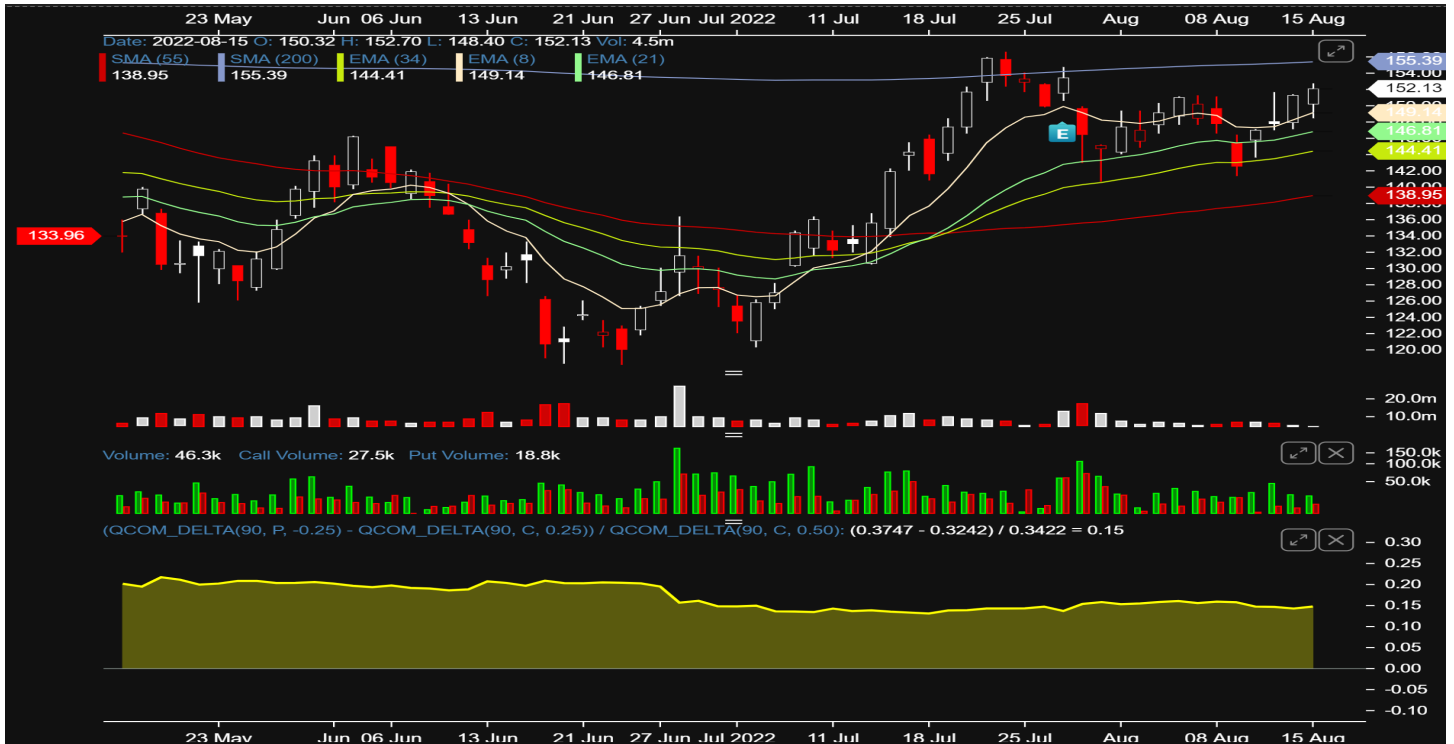 23 May Jun 06 Jun 13 Jun 21 Jun 27 Jun Jul 2022 11 Jul 18 Jul 25 Jul Aug 08 Aug 15 Aug
Date: 2022-08-15 O: 150.32 H: 152.70 L: 148.40 C: 152.13 Vol: 4.5m
SMA (55) SMA (200) EMA (34) EMA (8) EMA (21)
138.95 155.39 144.41 149.14 146.81
155.39
154.00
152.13
149.14
146.81
144.41
142.00
138.95
136.00
133.96
134.00
132.00
130.00
128.00
126.00
124.00
122.00
120.00
E
20.0m
10.0m
Volume: 46.3k Call Volume: 27.5k Put Volume: 18.8k
150.0k
100.0k
50.0k
(QCOM_DELTA(90, P, -0.25) - QCOM_DELTA(90, C, 0.25)) / QCOM_DELTA(90, C, 0.50): (0.3747 - 0.3242) / 0.3422 = 0.15
0.30
0.25
0.20
0.15
0.10
0.05
0.00
-0.05
-0.10
23 May Jun 06 Jun 13 Jun 21 Jun 27 Jun Jul 2022 11 Jul 18 Jul 25 Jul Aug 08 Aug 15 Aug